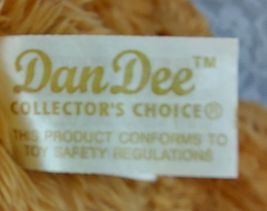 Dan Dee™
COLLECTOR'S CHOICE®
THIS PRODUCT CONFORMS TO
TOY SAFETY REGULATIONS